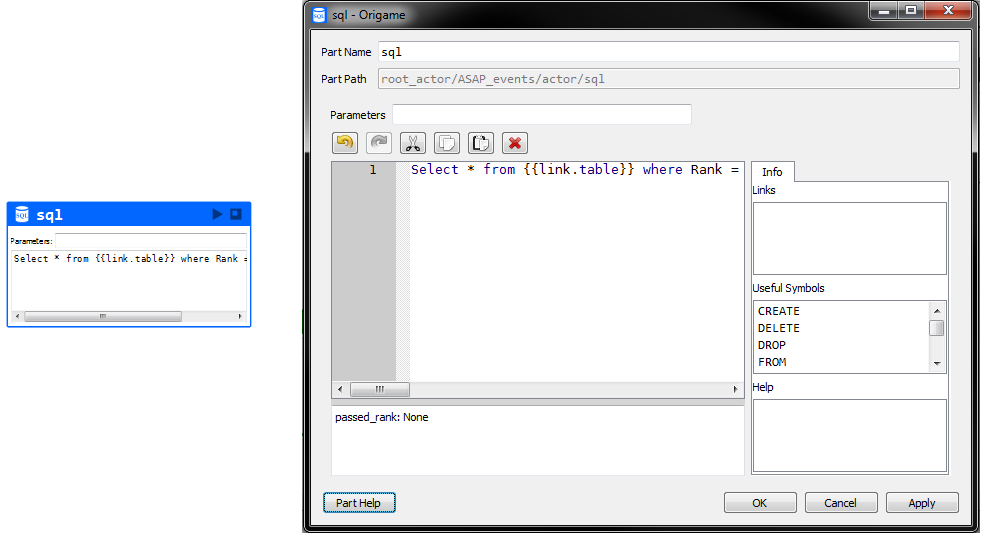 sql
Parameters:
Select * from {{link.table}} where Rank =
sql - Origame
Part Name sql
Part Path root_actor/ASAP_events/actor/sql
Parameters
1 Select * from {{link.table}} where Rank =
Info
Links
Useful Symbols
CREATE
DELETE
DROP
FROM
Help
passed_rank: None
Part Help
OK
Cancel
Apply